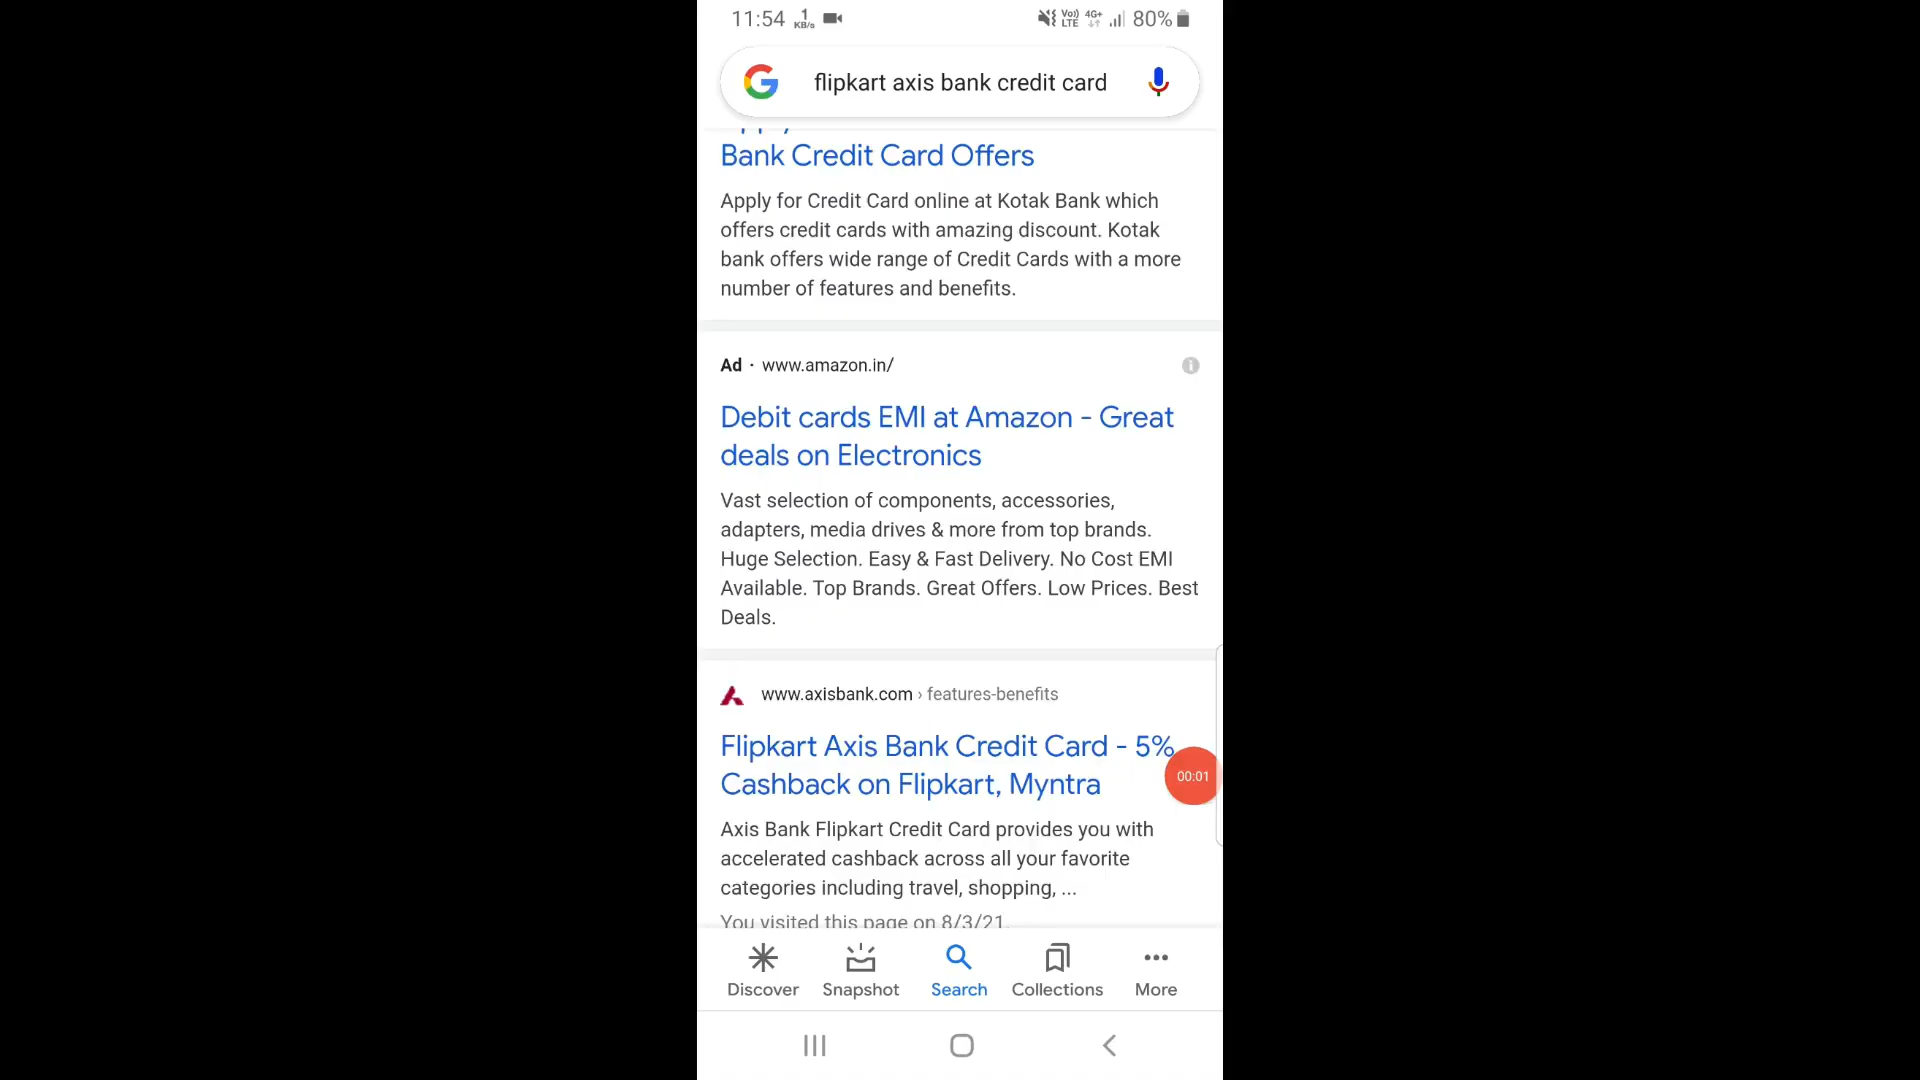 11:54 1 KB/s Vo) LTE 4G+ 80%
flipkart axis bank credit card
Bank Credit Card Offers
Apply for Credit Card online at Kotak Bank which
offers credit cards with amazing discount. Kotak
bank offers wide range of Credit Cards with a more
number of features and benefits.
Ad · www.amazon.in/
Debit cards EMI at Amazon - Great
deals on Electronics
Vast selection of components, accessories,
adapters, media drives & more from top brands.
Huge Selection. Easy & Fast Delivery. No Cost EMI
Available. Top Brands. Great Offers. Low Prices. Best
Deals.
www.axisbank.com › features-benefits
Flipkart Axis Bank Credit Card - 5%
Cashback on Flipkart, Myntra
00:01
Axis Bank Flipkart Credit Card provides you with
accelerated cashback across all your favorite
categories including travel, shopping, ...
You visited this page on 8/3/21.
Discover Snapshot Search Collections More